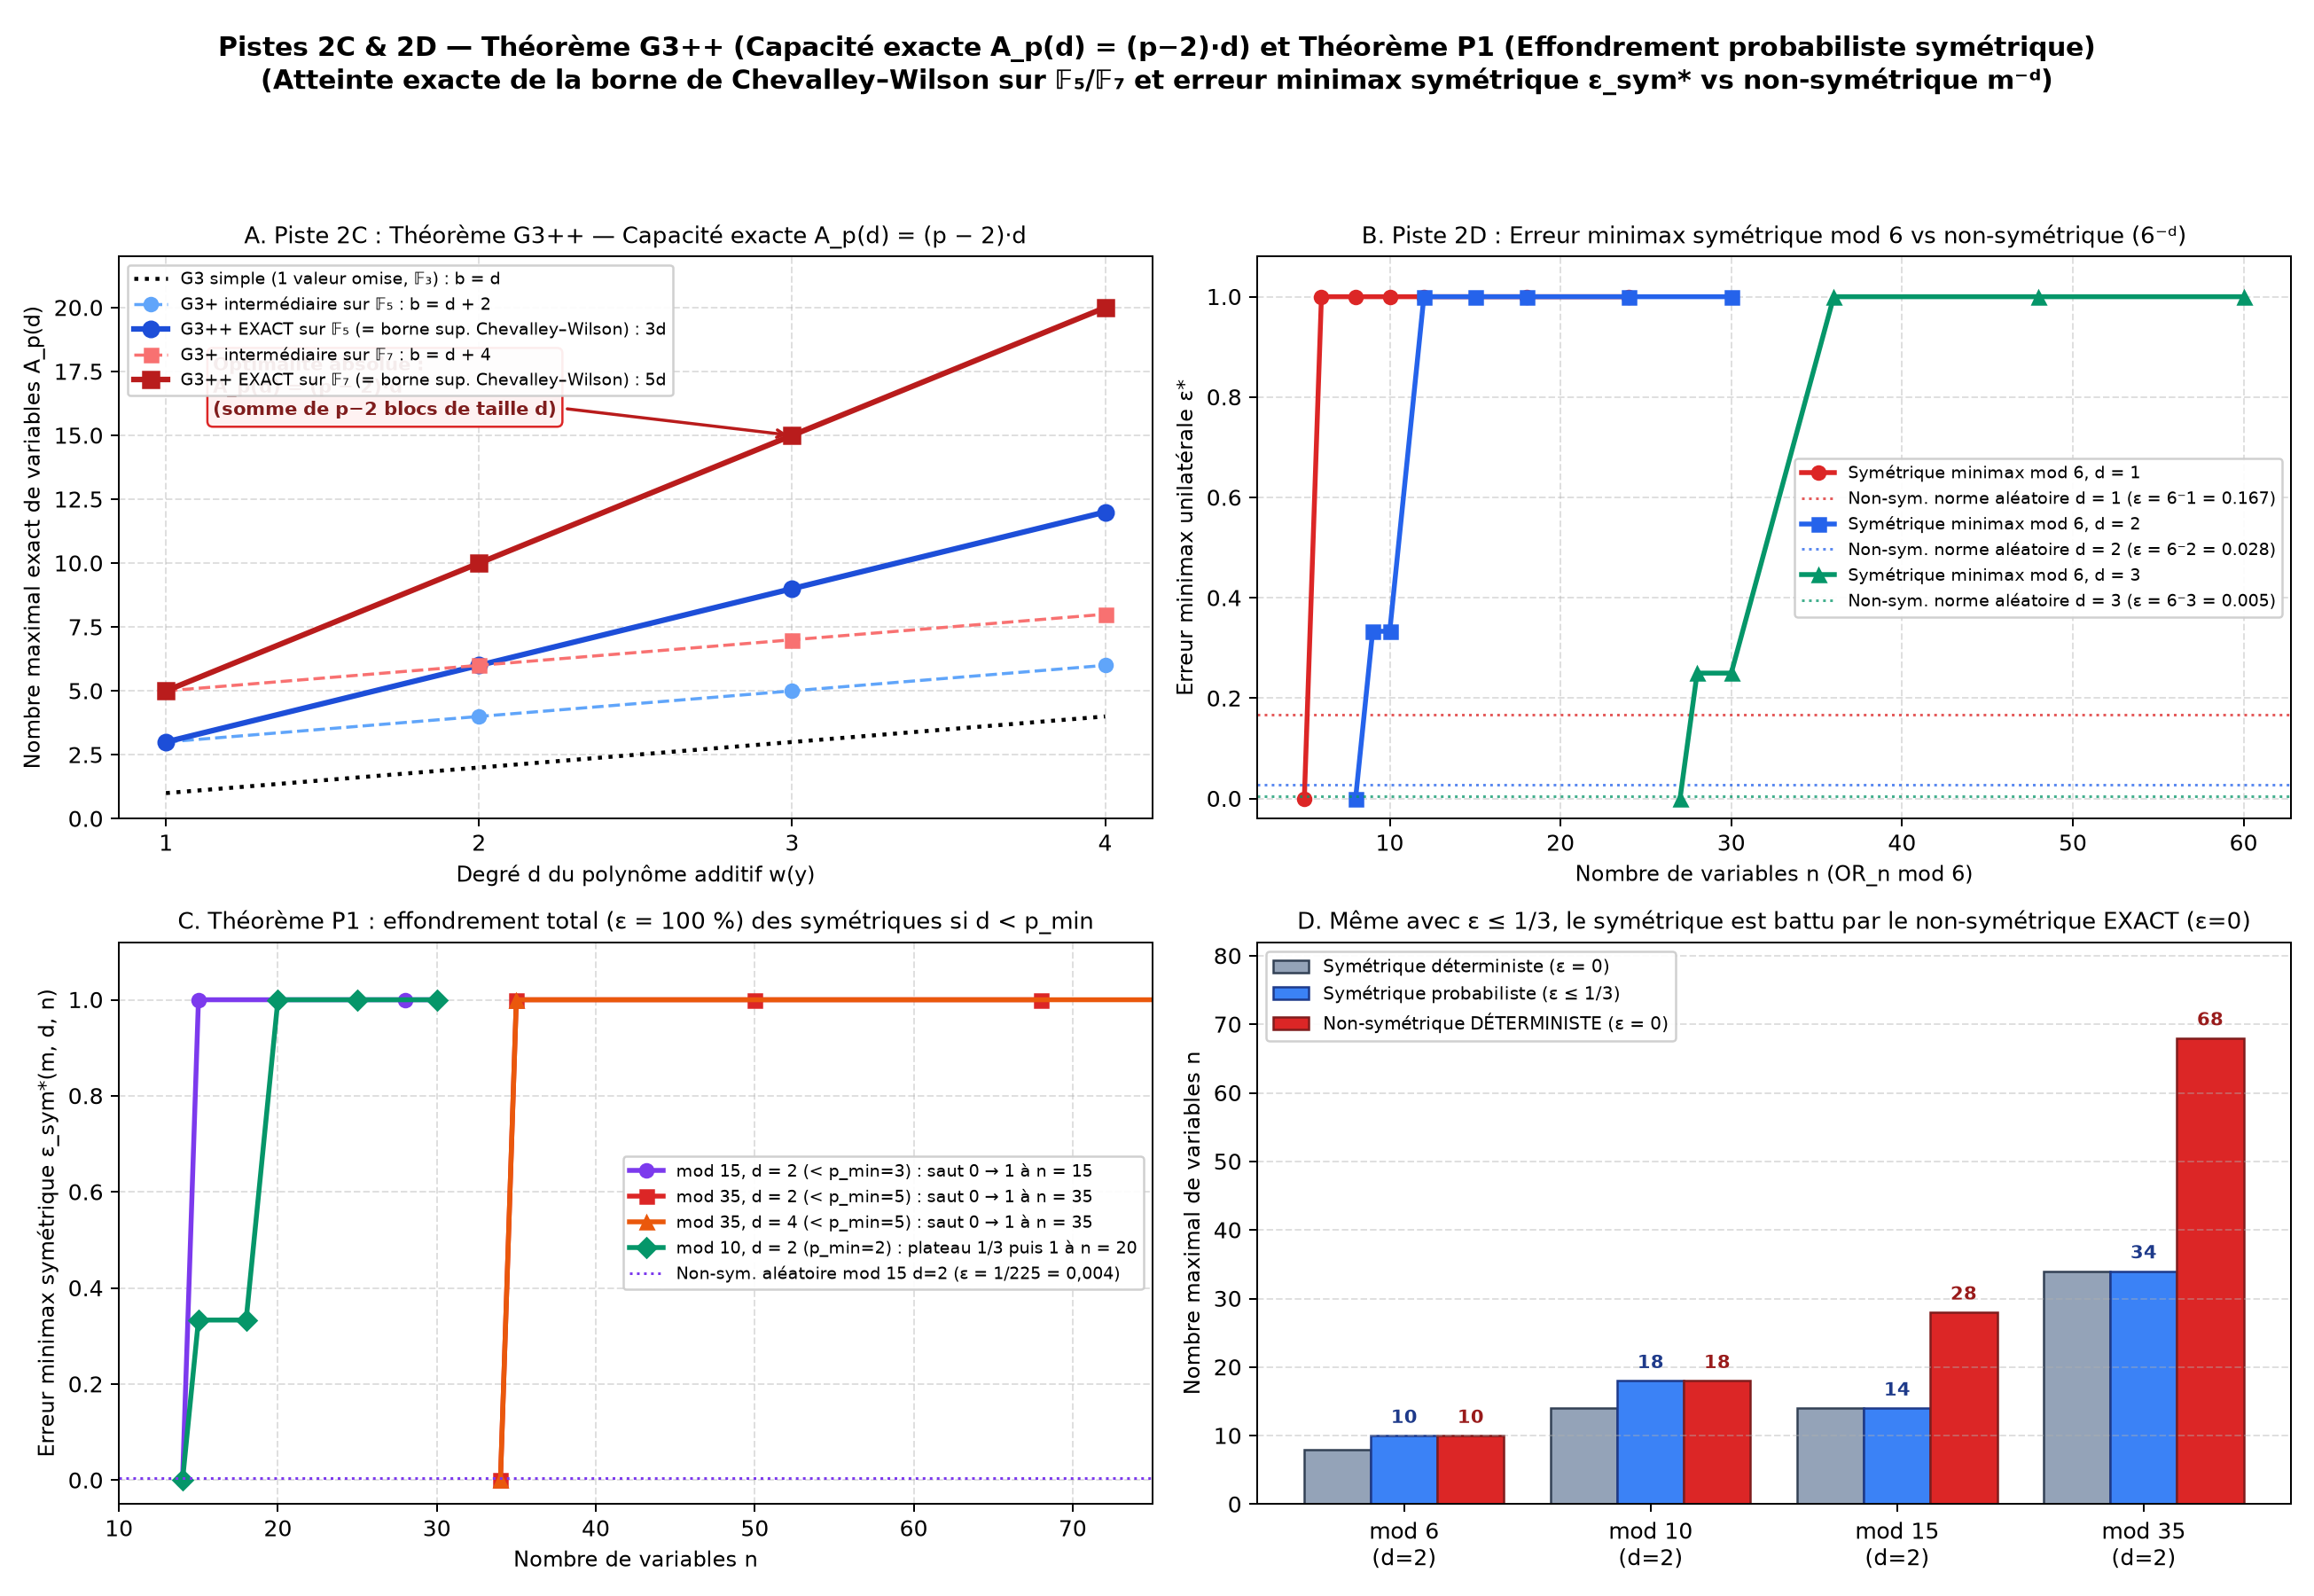 Pistes 2C & 2D — Théorème G3++ (Capacité exacte A_p(d) = (p−2)·d) et Théorème P1 (Effondrement probabiliste symétrique)
(Atteinte exacte de la borne de Chevalley–Wilson sur 𝔽₅/𝔽₇ et erreur minimax symétrique ε_sym* vs non-symétrique m⁻ᵈ)
A. Piste 2C : Théorème G3++ — Capacité exacte A_p(d) = (p − 2)·d
Nombre maximal exact de variables A_p(d)
20.0
17.5
15.0
12.5
10.0
7.5
5.0
2.5
0.0
G3 simple (1 valeur omise, 𝔽₃) : b = d
G3+ intermédiaire sur 𝔽₅ : b = d + 2
G3++ EXACT sur 𝔽₅ (= borne sup. Chevalley–Wilson) : 3d
G3+ intermédiaire sur 𝔽₇ : b = d + 4
G3++ EXACT sur 𝔽₇ (= borne sup. Chevalley–Wilson) : 5d
Optimalité absolue :
(somme de p−2 blocs de taille d)
1 2 3 4
Degré d du polynôme additif w(y)
B. Piste 2D : Erreur minimax symétrique mod 6 vs non-symétrique (6⁻ᵈ)
Erreur minimax unilatérale ε*
1.0
0.8
0.6
0.4
0.2
0.0
Symétrique minimax mod 6, d = 1
Non-sym. norme aléatoire d = 1 (ε = 6⁻1 = 0.167)
Symétrique minimax mod 6, d = 2
Non-sym. norme aléatoire d = 2 (ε = 6⁻2 = 0.028)
Symétrique minimax mod 6, d = 3
Non-sym. norme aléatoire d = 3 (ε = 6⁻3 = 0.005)
10 20 30 40 50 60
Nombre de variables n (OR_n mod 6)
C. Théorème P1 : effondrement total (ε = 100 %) des symétriques si d < p_min
Erreur minimax symétrique ε_sym*(m, d, n)
1.0
0.8
0.6
0.4
0.2
0.0
mod 15, d = 2 (< p_min=3) : saut 0 → 1 à n = 15
mod 35, d = 2 (< p_min=5) : saut 0 → 1 à n = 35
mod 35, d = 4 (< p_min=5) : saut 0 → 1 à n = 35
mod 10, d = 2 (p_min=2) : plateau 1/3 puis 1 à n = 20
Non-sym. aléatoire mod 15 d=2 (ε = 1/225 = 0,004)
10 20 30 40 50 60 70
Nombre de variables n
D. Même avec ε ≤ 1/3, le symétrique est battu par le non-symétrique EXACT (ε=0)
Nombre maximal de variables n
80
70
60
50
40
30
20
10
0
Symétrique déterministe (ε = 0)
Symétrique probabiliste (ε ≤ 1/3)
Non-symétrique DÉTERMINISTE (ε = 0)
10 10
18 18
14 28
34 68
mod 6 mod 10 mod 15 mod 35
(d=2) (d=2) (d=2) (d=2)